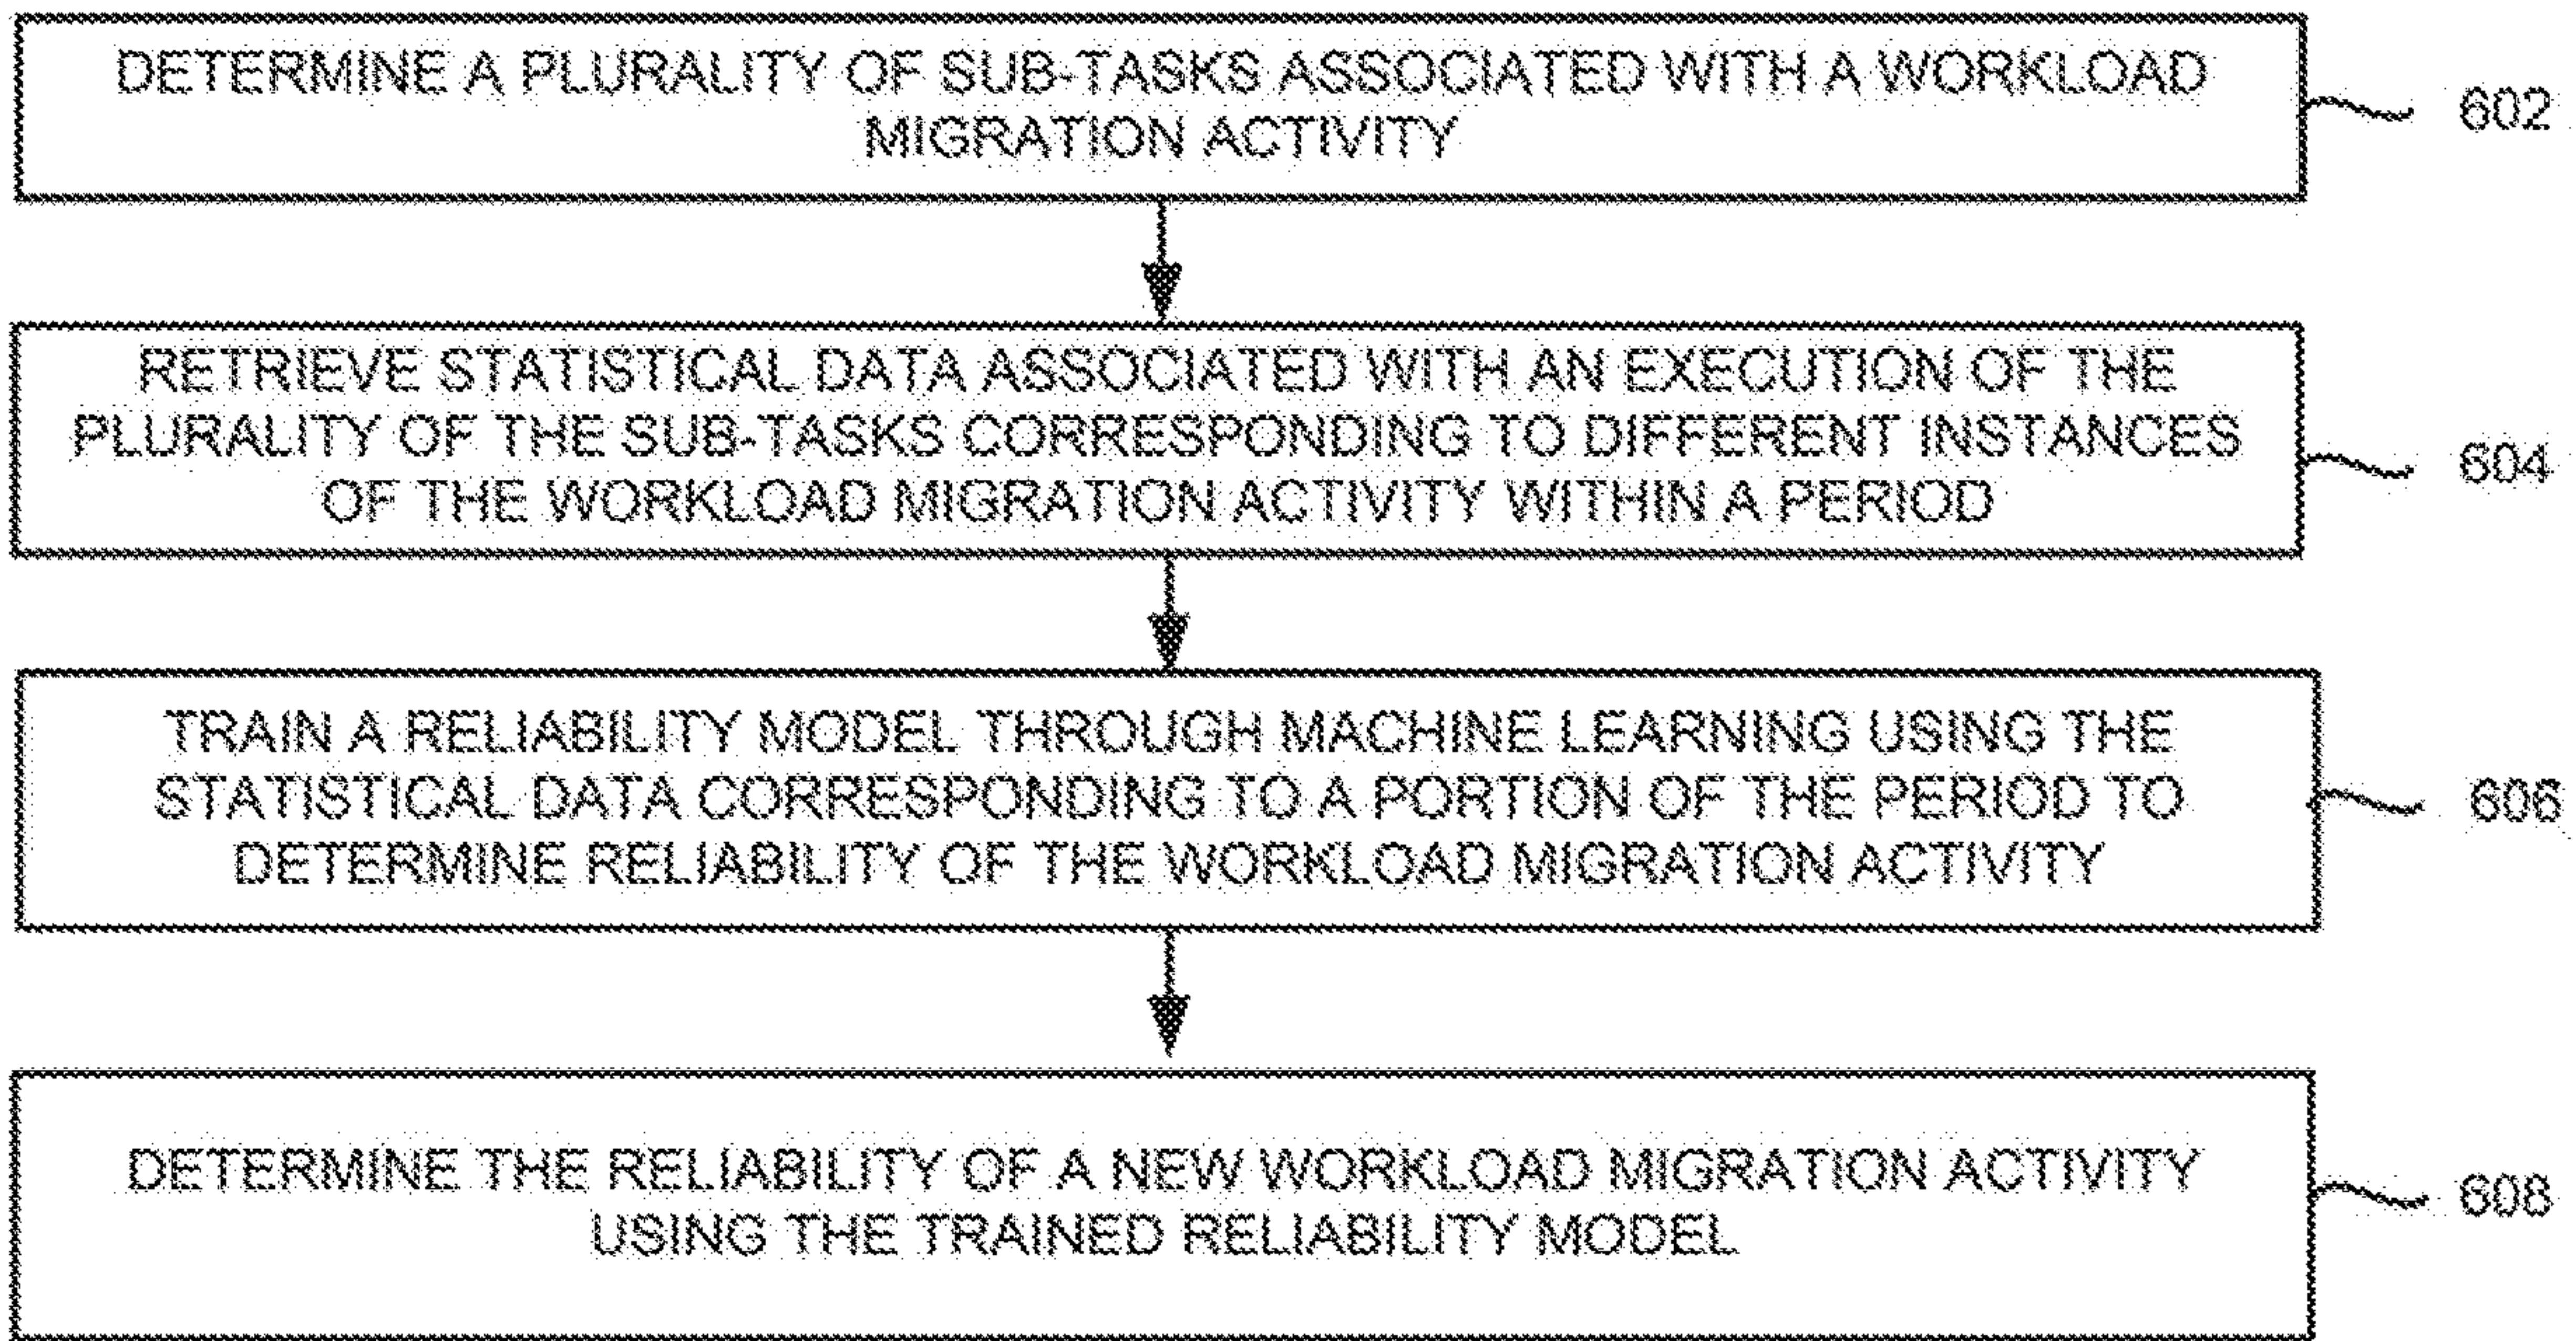 DETERMINE A PLURALITY OF SUB-TASKS ASSOCIATED WITH A WORKLOAD
MIGRATION ACTIVITY
602
RETRIEVE STATISTICAL DATA ASSOCIATED WITH AN EXECUTION OF THE
PLURALITY OF THE SUB-TASKS CORRESPONDING TO DIFFERENT INSTANCES
OF THE WORKLOAD MIGRATION ACTIVITY WITHIN A PERIOD
604
TRAIN A RELIABILITY MODEL THROUGH MACHINE LEARNING USING THE
STATISTICAL DATA CORRESPONDING TO A PORTION OF THE PERIOD TO
DETERMINE RELIABILITY OF THE WORKLOAD MIGRATION ACTIVITY
606
DETERMINE THE RELIABILITY OF A NEW WORKLOAD MIGRATION ACTIVITY
USING THE TRAINED RELIABILITY MODEL
608